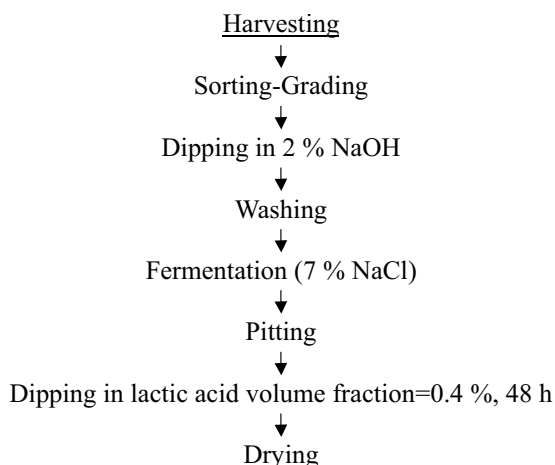 Harvesting
Sorting-Grading
Dipping in 2 % NaOH
Washing
Fermentation (7 % NaCl)
Pitting
Dipping in lactic acid volume fraction=0.4 %, 48 h
Drying